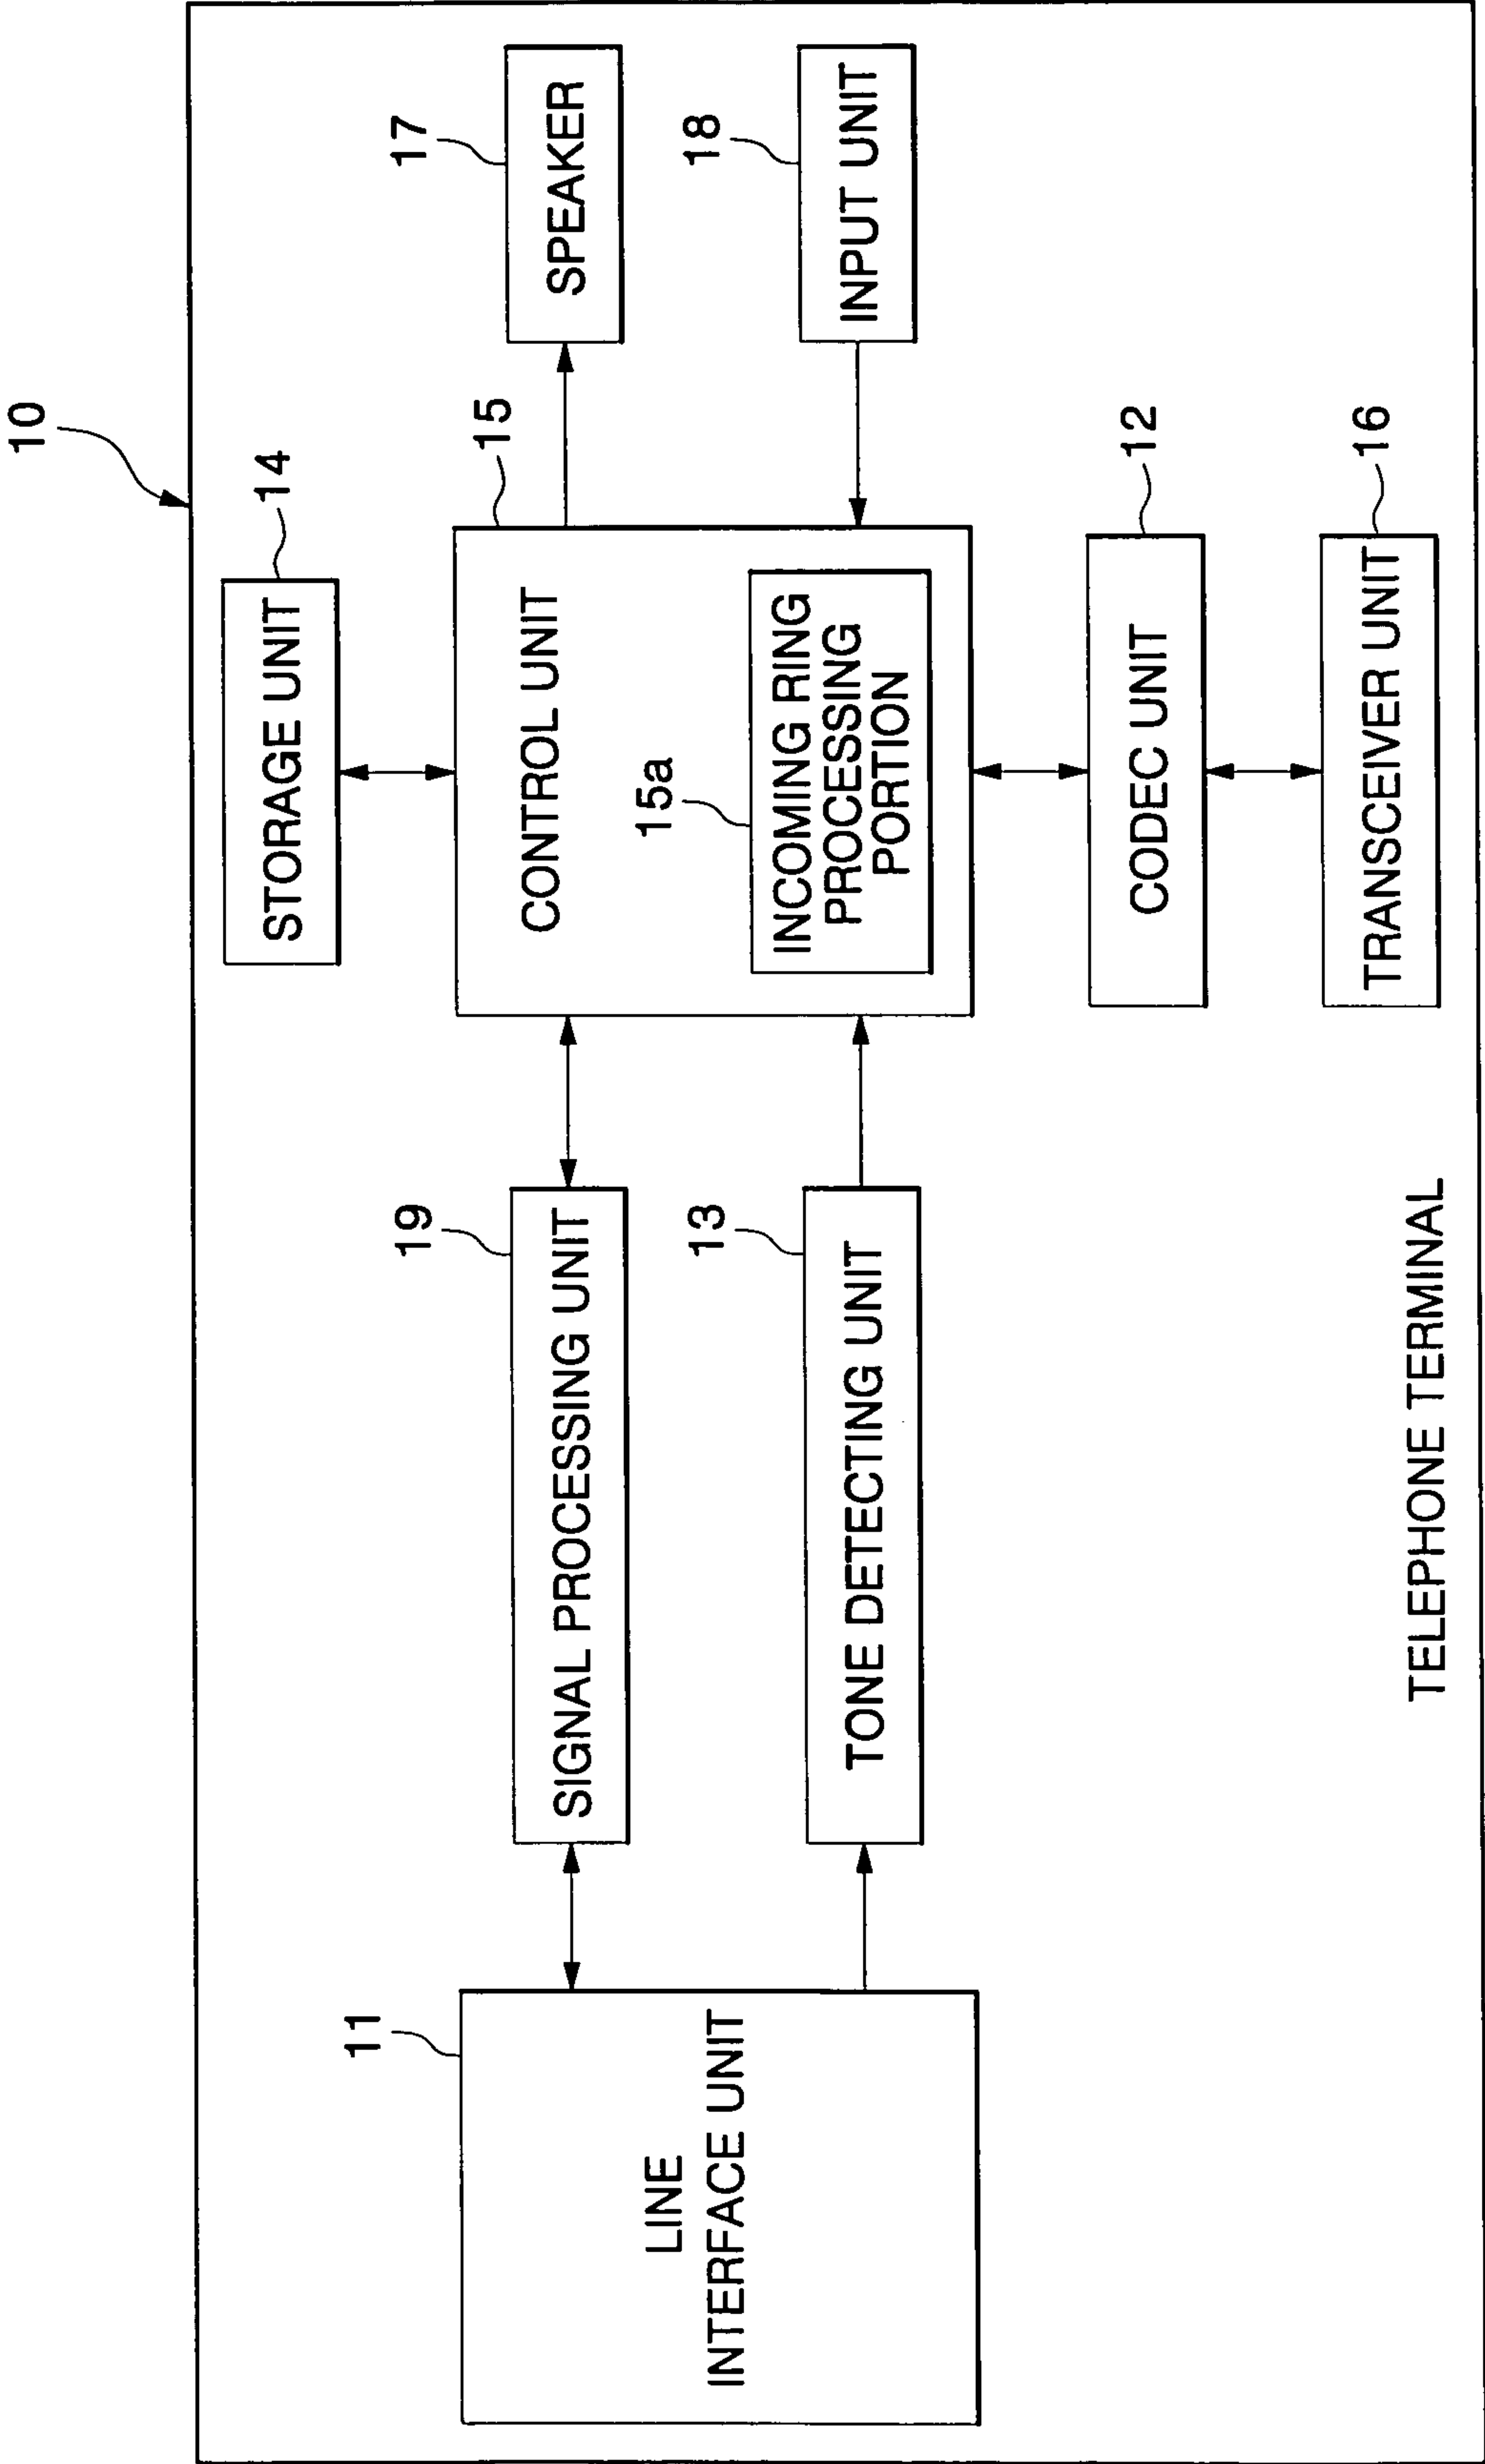 10
14
STORAGE UNIT
11
LINE
INTERFACE UNIT
19
SIGNAL PROCESSING UNIT
13
TONE DETECTING UNIT
15
CONTROL UNIT
15a
INCOMING RING
PROCESSING
PORTION
17
SPEAKER
18
INPUT UNIT
12
CODEC UNIT
16
TRANSCEIVER UNIT
TELEPHONE TERMINAL